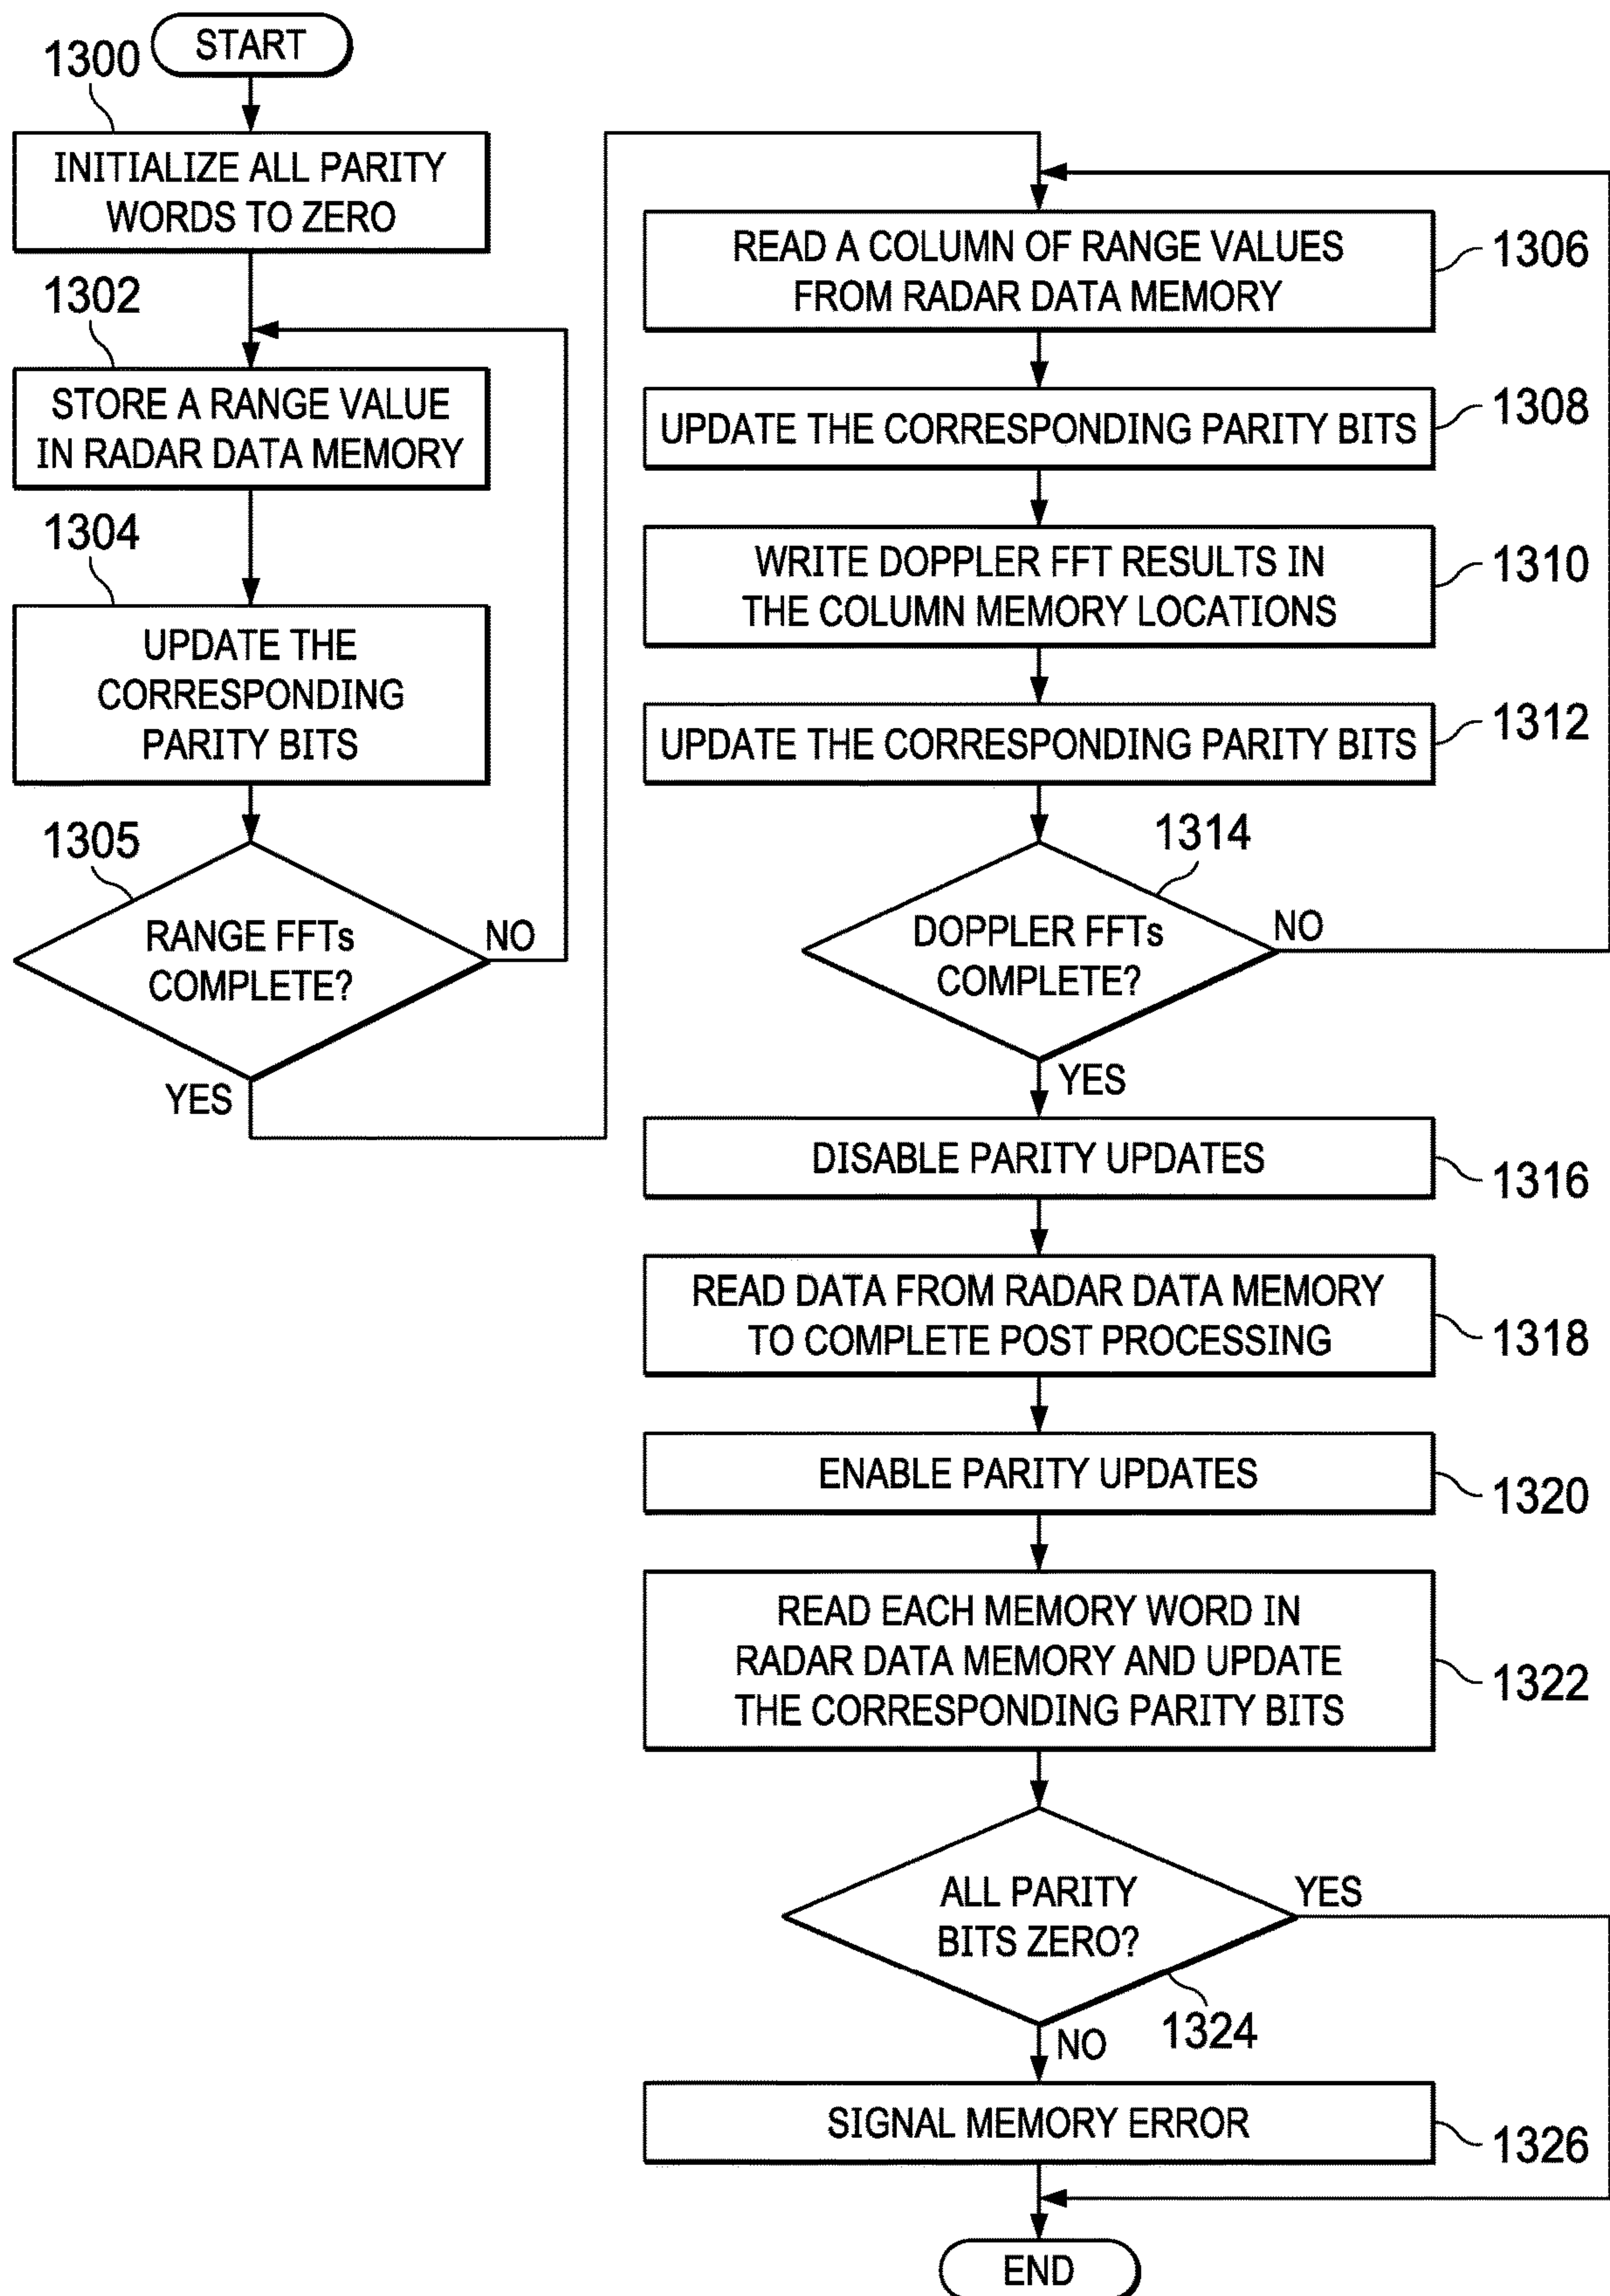 START
1300
INITIALIZE ALL PARITY
WORDS TO ZERO
1302
STORE A RANGE VALUE
IN RADAR DATA MEMORY
1304
UPDATE THE
CORRESPONDING
PARITY BITS
1305
RANGE FFTs
COMPLETE?
NO
YES
READ A COLUMN OF RANGE VALUES
FROM RADAR DATA MEMORY
1306
UPDATE THE CORRESPONDING PARITY BITS
1308
WRITE DOPPLER FFT RESULTS IN
THE COLUMN MEMORY LOCATIONS
1310
UPDATE THE CORRESPONDING PARITY BITS
1312
1314
DOPPLER FFTs
COMPLETE?
NO
YES
DISABLE PARITY UPDATES
1316
READ DATA FROM RADAR DATA MEMORY
TO COMPLETE POST PROCESSING
1318
ENABLE PARITY UPDATES
1320
READ EACH MEMORY WORD IN
RADAR DATA MEMORY AND UPDATE
THE CORRESPONDING PARITY BITS
1322
ALL PARITY
BITS ZERO?
YES
1324
NO
SIGNAL MEMORY ERROR
1326
END